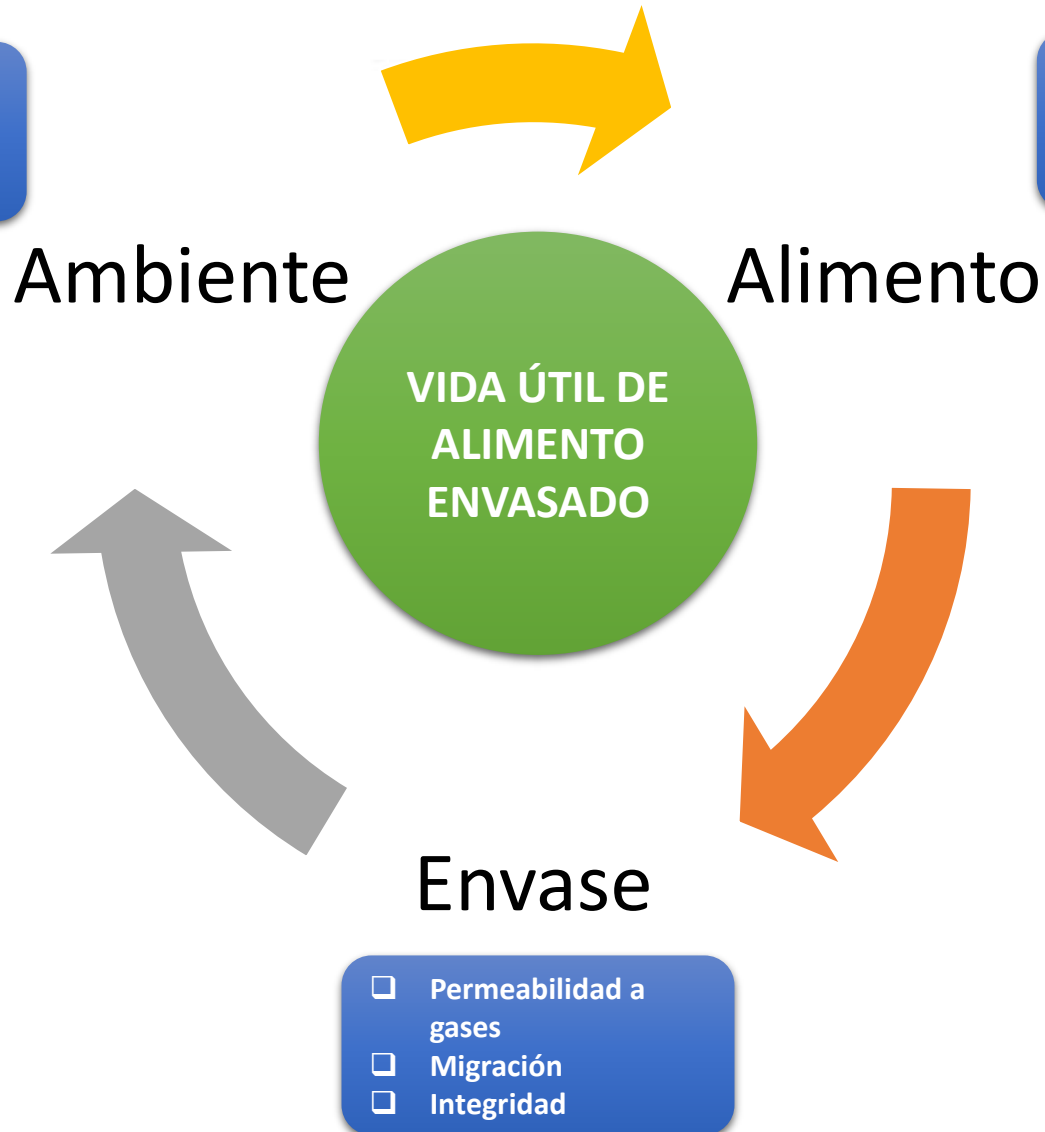 Ambiente
Alimento
VIDA ÚTIL DE
ALIMENTO
ENVASADO
Envase
❑ Permeabilidad a
gases
❑ Migración
❑ Integridad